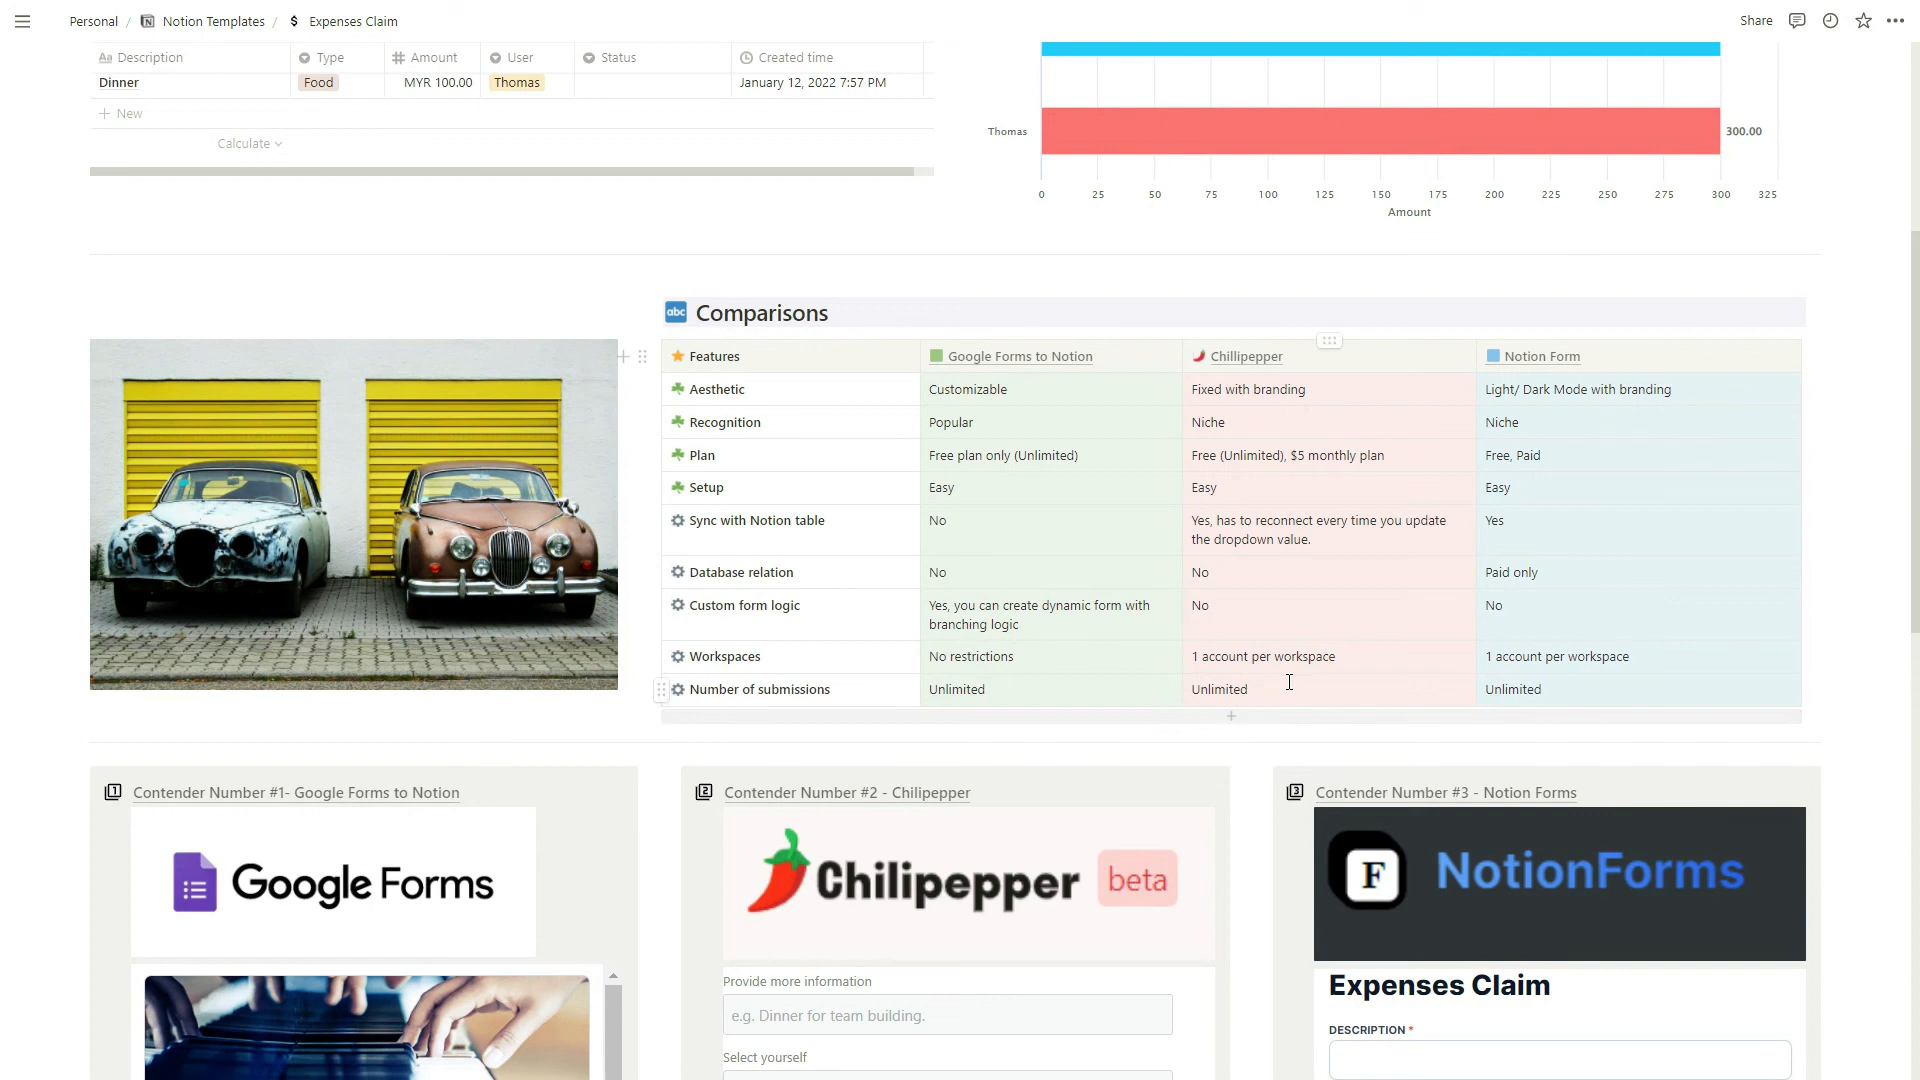 Personal / Notion Templates / $ Expenses Claim
Share
Aa Description Type # Amount User Status Created time
Dinner Food MYR 100.00 Thomas January 12, 2022 7:57 PM
+ New
Calculate
Thomas 300.00
0 25 50 75 100 125 150 175 200 225 250 275 300 325
Amount
abc Comparisons
Features Google Forms to Notion Chillipepper Notion Form
Aesthetic Customizable Fixed with branding Light/ Dark Mode with branding
Recognition Popular Niche Niche
Plan Free plan only (Unlimited) Free (Unlimited), $5 monthly plan Free, Paid
Setup Easy Easy Easy
Sync with Notion table No Yes, has to reconnect every time you update Yes
the dropdown value.
Database relation No No Paid only
Custom form logic Yes, you can create dynamic form with No No
branching logic
Workspaces No restrictions 1 account per workspace 1 account per workspace
Number of submissions Unlimited Unlimited Unlimited
+
1 Contender Number #1- Google Forms to Notion
Google Forms
2 Contender Number #2 - Chilipepper
Chilipepper beta
Provide more information
e.g. Dinner for team building.
Select yourself
3 Contender Number #3 - Notion Forms
F NotionForms
Expenses Claim
DESCRIPTION *